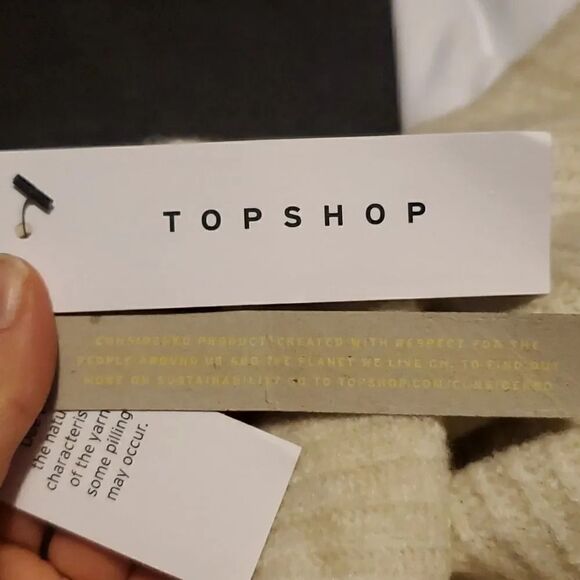 TOPSHOP
CONSIDERED PRODUCT CREATED WITH RESPECT FOR THE
PEOPLE AROUND US AND THE PLANET WE LIVE ON. TO FIND OUT
MORE ON SUSTAINABILITY GO TO TOPSHOP.COM/CONSIDERED
the natu
characteris
of the yarn
some pilling
may occur.